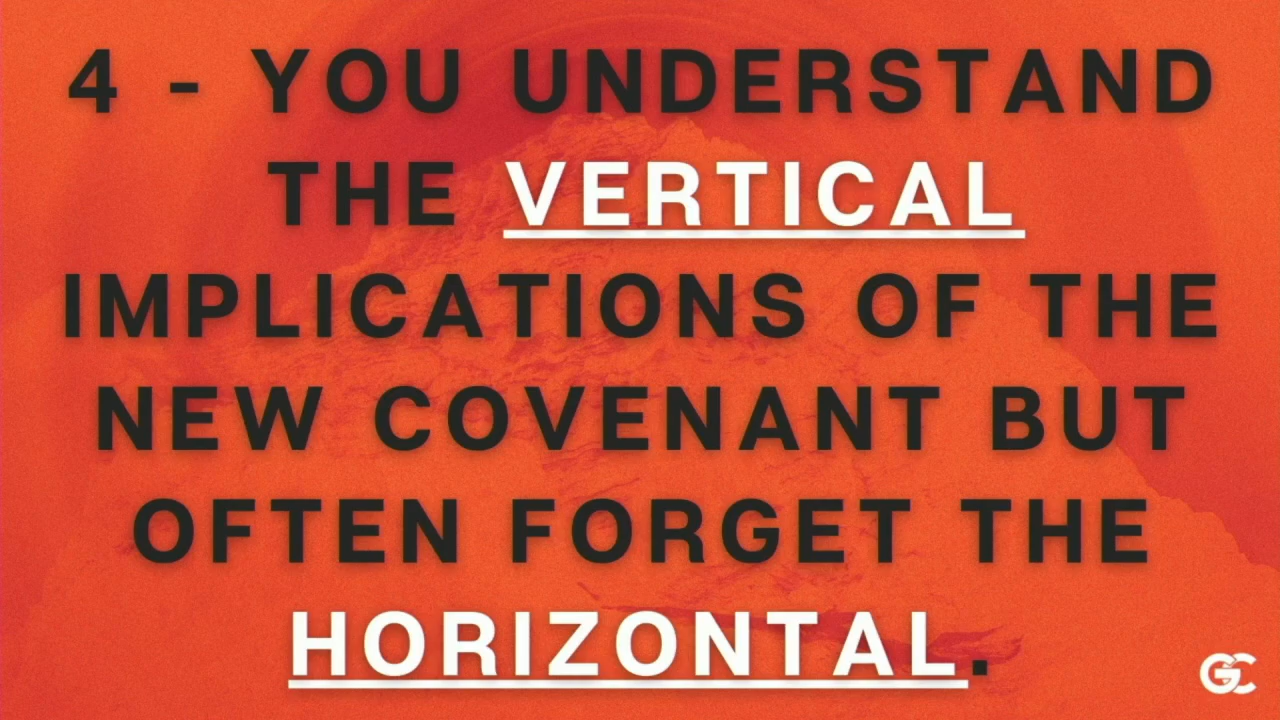 4 - YOU UNDERSTAND
THE VERTICAL
IMPLICATIONS OF THE
NEW COVENANT BUT
OFTEN FORGET THE
HORIZONTAL.
GC